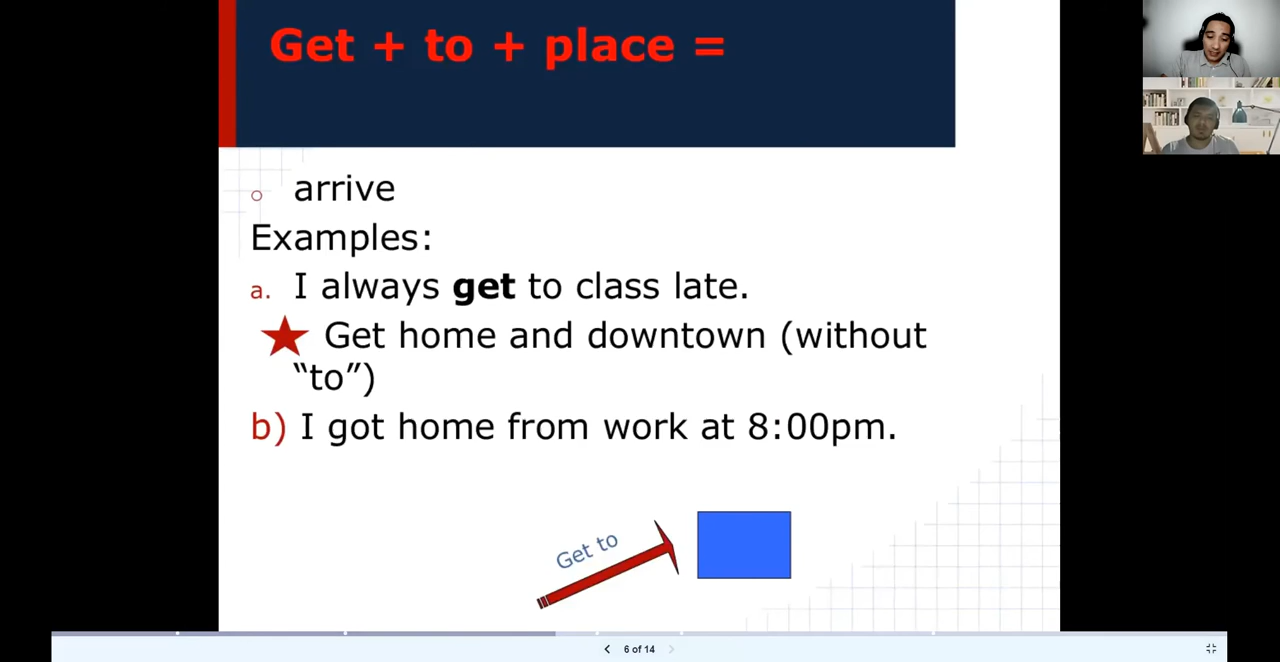 Get + to + place =
arrive
Examples:
a. I always get to class late.
Get home and downtown (without
“to”)
b) I got home from work at 8:00pm.
Get to
6 of 14